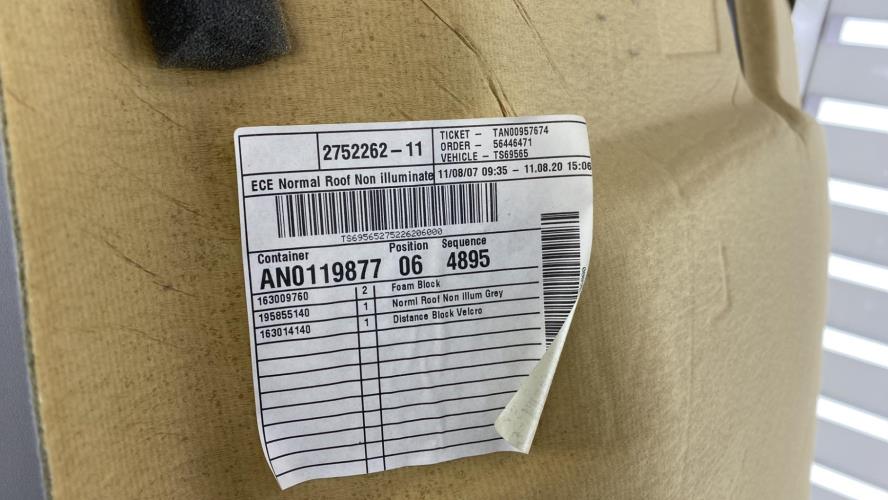 2752262-11
TICKET - TAN00957674
ORDER - 56446471
VEHICLE - TS69565
ECE Normal Roof Non illuminate 11/08/07 09:35 - 11.08.20 15:06
TS69565275226206000
Container Position Sequence
AN0119877 06 4895
163009760 2 Foam Block
195855140 1 Norml Roof Non illum Grey
163014140 1 Distance Block Velcro